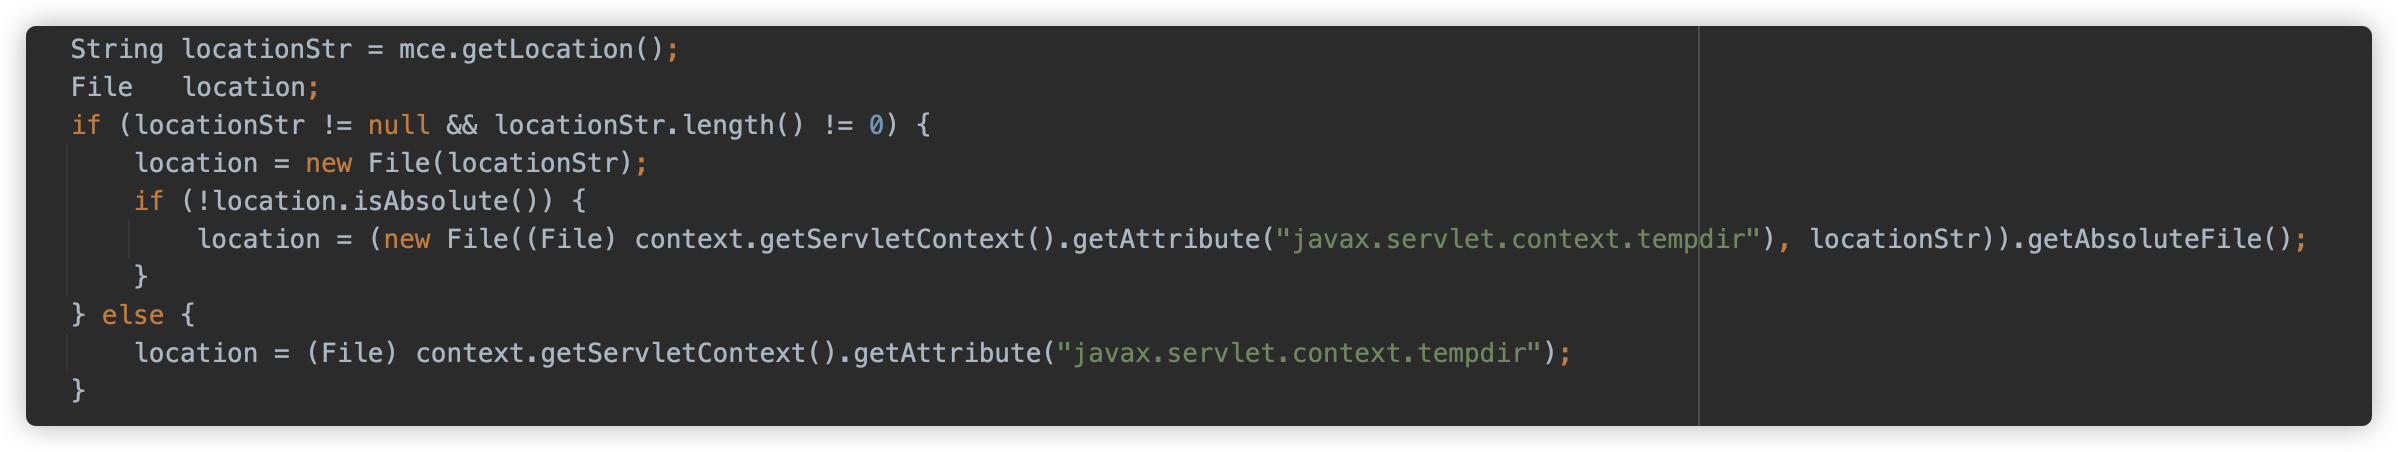 String locationStr = mce.getLocation();
File   location;
if (locationStr != null && locationStr.length() != 0) {
    location = new File(locationStr);
    if (!location.isAbsolute()) {
        location = (new File((File) context.getServletContext().getAttribute("javax.servlet.context.tempdir"), locationStr)).getAbsoluteFile();
    }
} else {
    location = (File) context.getServletContext().getAttribute("javax.servlet.context.tempdir");
}